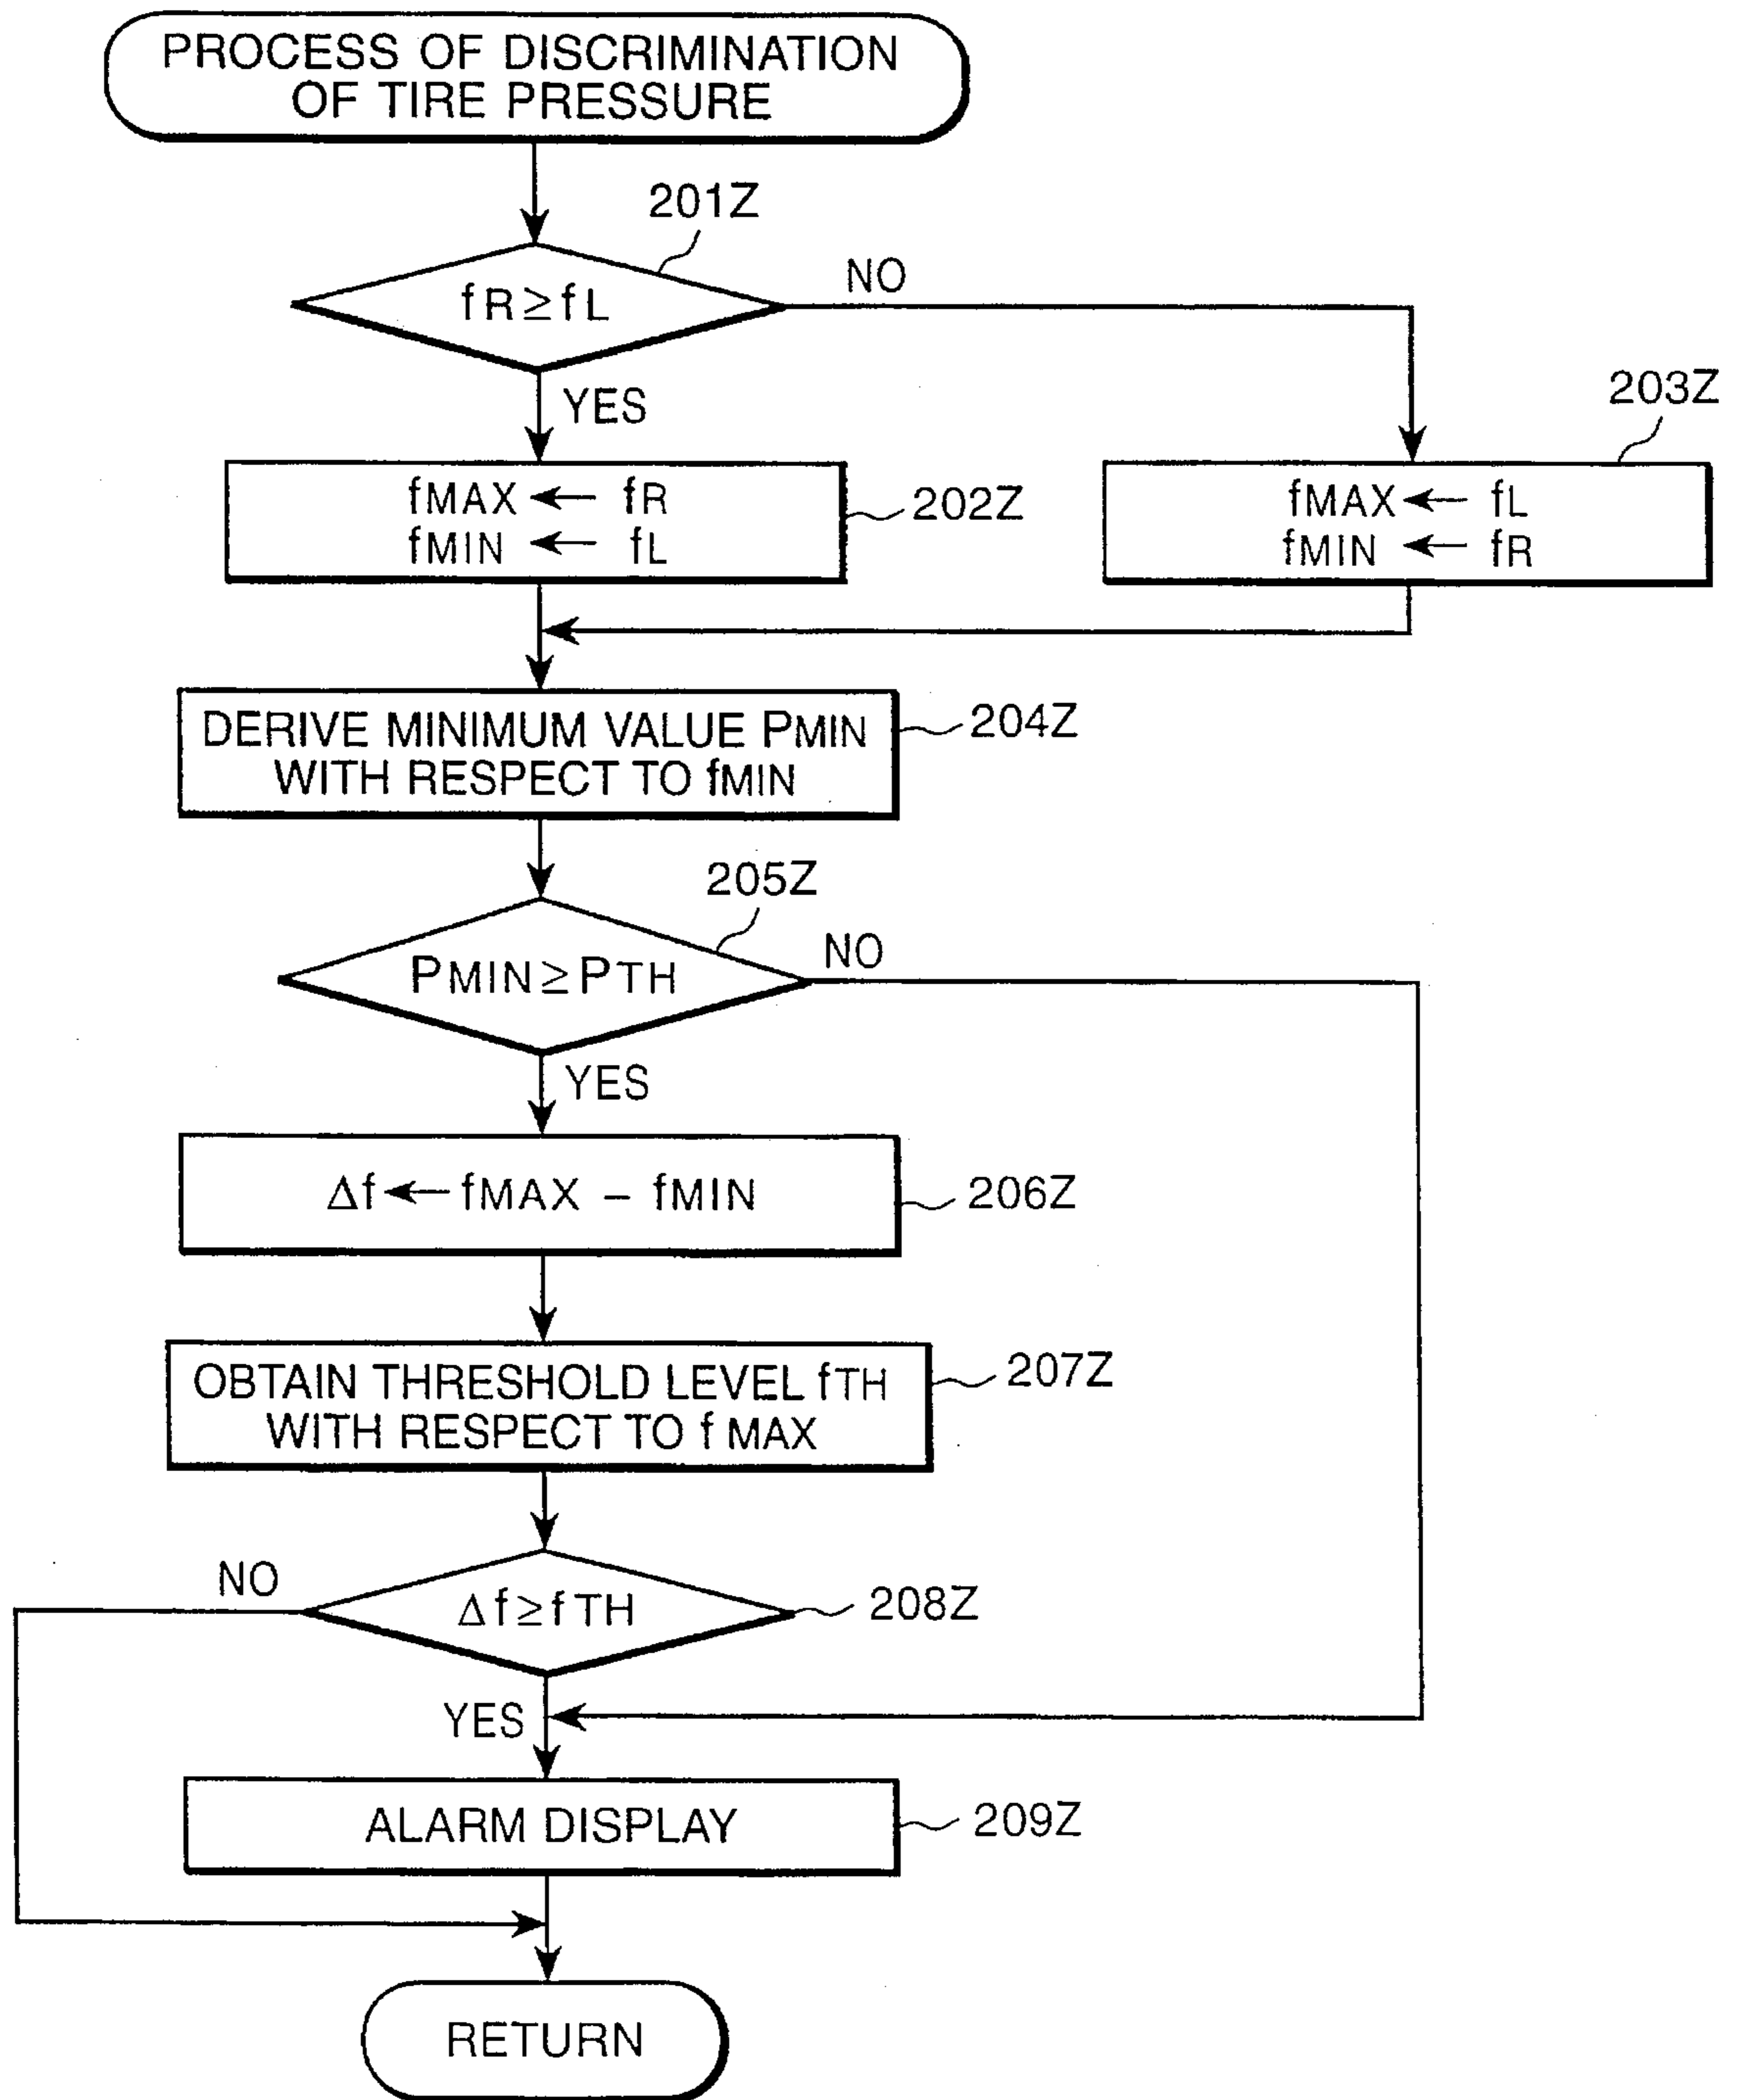 PROCESS OF DISCRIMINATION
OF TIRE PRESSURE
201Z
fR≥fL
NO
YES
203Z
fMAX ← fR
fMIN ← fL
202Z
fMAX ← fL
fMIN ← fR
DERIVE MINIMUM VALUE PMIN
WITH RESPECT TO fMIN
204Z
205Z
PMIN≥PTH
NO
YES
Δf ← fMAX – fMIN
206Z
OBTAIN THRESHOLD LEVEL fTH
WITH RESPECT TO f MAX
207Z
NO
Δf≥fTH
208Z
YES
ALARM DISPLAY
209Z
RETURN